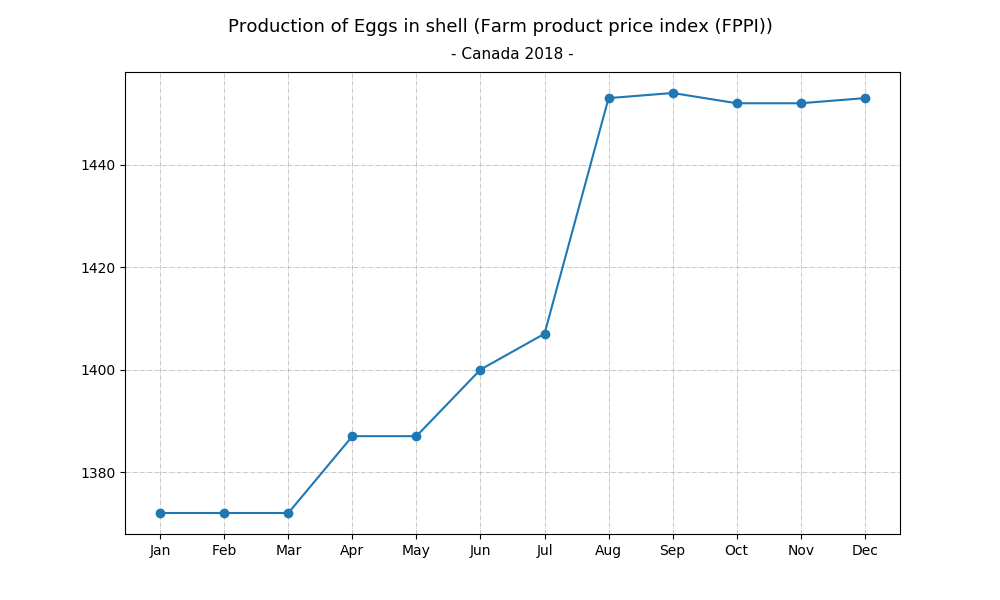 Production of Eggs in shell (Farm product price index (FPPI))
- Canada 2018 -
1440
1420
1400
1380
Jan Feb Mar Apr May Jun Jul Aug Sep Oct Nov Dec